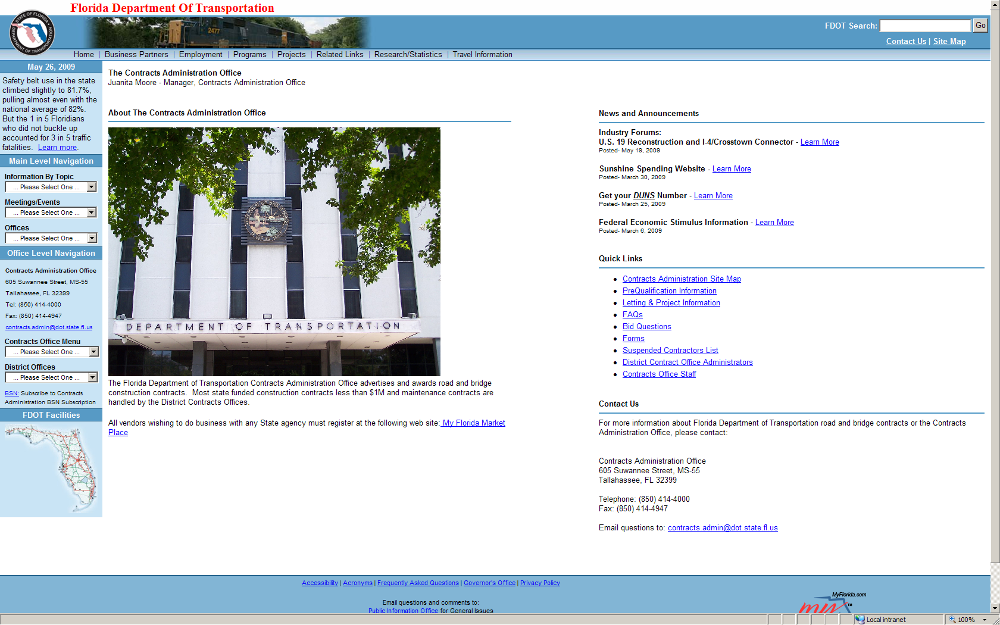 Florida Department Of Transportation
STATE OF FLORIDA
DEPARTMENT OF TRANSPORTATION
2477
FDOT Search: Go
Contact Us | Site Map
Home | Business Partners | Employment | Programs | Projects | Related Links | Research/Statistics | Travel Information
May 26, 2009
Safety belt use in the state
climbed slightly to 81.7%,
pulling almost even with the
national average of 82%.
But the 1 in 5 Floridians
who did not buckle up
accounted for 3 in 5 traffic
fatalities.  Learn more.
Main Level Navigation
Information By Topic
... Please Select One ...
Meetings/Events
... Please Select One ...
Offices
... Please Select One ...
Office Level Navigation
Contracts Administration Office
605 Suwannee Street, MS-55
Tallahassee, FL 32399
Tel: (850) 414-4000
Fax: (850) 414-4947
contracts.admin@dot.state.fl.us
Contracts Office Menu
... Please Select One ...
District Offices
... Please Select One ...
BSN: Subscribe to Contracts
Administration BSN Subscription
FDOT Facilities
The Contracts Administration Office
Juanita Moore - Manager, Contracts Administration Office
About The Contracts Administration Office
DEPARTMENT OF TRANSPORTATION
The Florida Department of Transportation Contracts Administration Office advertises and awards road and bridge
construction contracts.  Most state funded construction contracts less than $1M and maintenance contracts are
handled by the District Contracts Offices.
All vendors wishing to do business with any State agency must register at the following web site: My Florida Market
Place
News and Announcements
Industry Forums:
U.S. 19 Reconstruction and I-4/Crosstown Connector - Learn More
Posted- May 19, 2009
Sunshine Spending Website - Learn More
Posted- March 30, 2009
Get your DUNS Number - Learn More
Posted- March 25, 2009
Federal Economic Stimulus Information - Learn More
Posted- March 6, 2009
Quick Links
Contracts Administration Site Map
PreQualification Information
Letting & Project Information
FAQs
Bid Questions
Forms
Suspended Contractors List
District Contract Office Administrators
Contracts Office Staff
Contact Us
For more information about Florida Department of Transportation road and bridge contracts or the Contracts
Administration Office, please contact:
Contracts Administration Office
605 Suwannee Street, MS-55
Tallahassee, FL 32399
Telephone: (850) 414-4000
Fax: (850) 414-4947
Email questions to: contracts.admin@dot.state.fl.us
Accessibility | Acronyms | Frequently Asked Questions | Governor's Office | Privacy Policy
Email questions and comments to:
Public Information Office for General Issues
MyFlorida.com
TM
Local intranet
100%